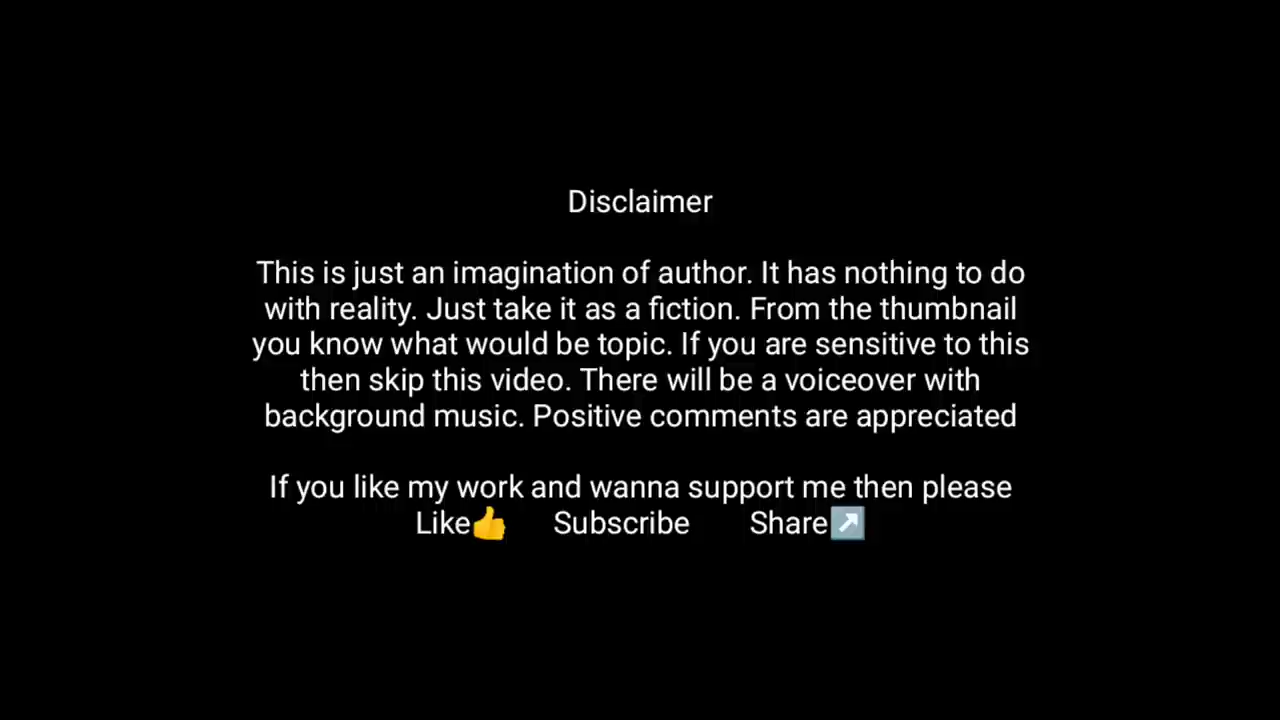 Disclaimer
This is just an imagination of author. It has nothing to do
with reality. Just take it as a fiction. From the thumbnail
you know what would be topic. If you are sensitive to this
then skip this video. There will be a voiceover with
background music. Positive comments are appreciated
If you like my work and wanna support me then please
Like👍 Subscribe Share↗️